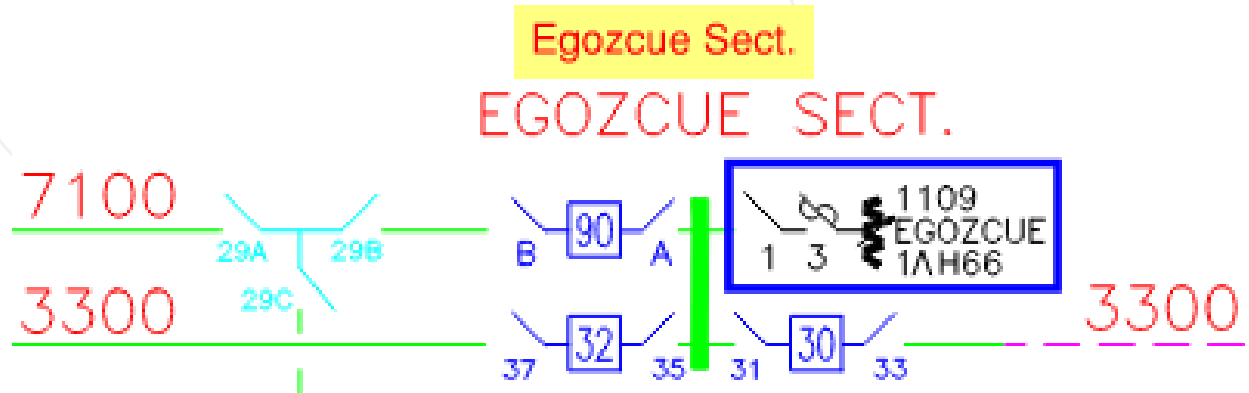 Egozcue Sect.
EGOZCUE SECT.
7100
29A
29B
29C
B
90
A
1
3
1109
EGOZCUE
1ΛH66
3300
37
32
35
31
30
33
3300